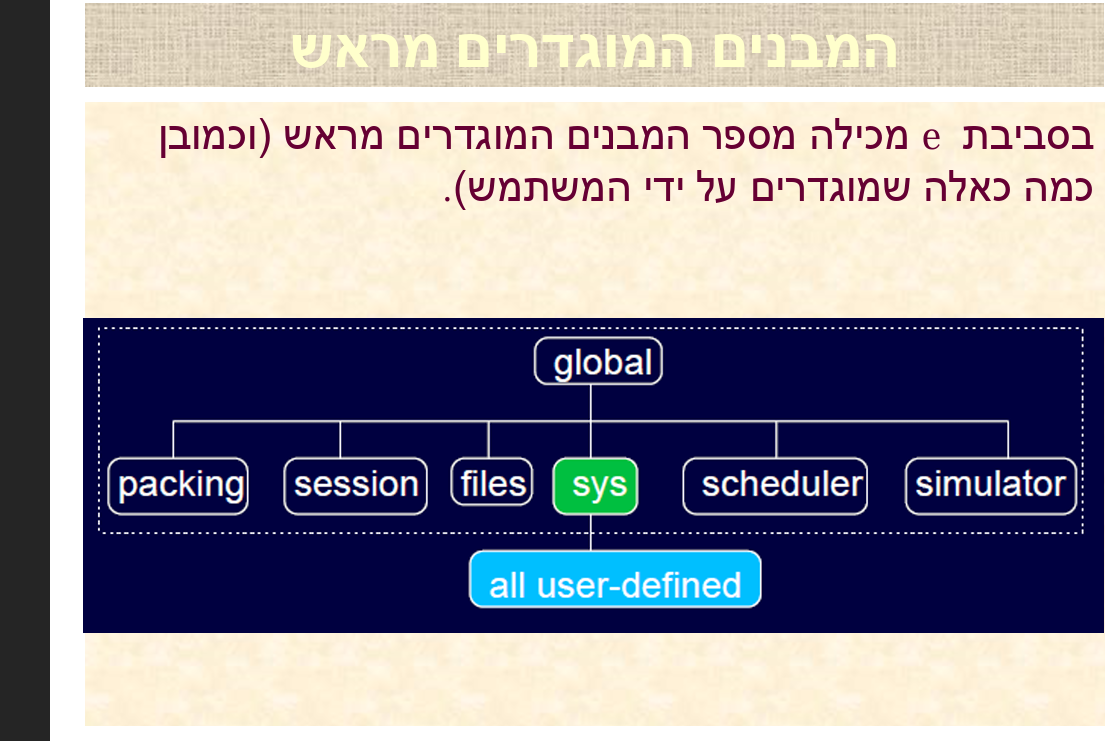 המבנים המוגדרים מראש
בסביבת e מכילה מספר המבנים המוגדרים מראש (וכמובן
כמה כאלה שמוגדרים על ידי המשתמש).
global
packing session files sys scheduler simulator
all user-defined